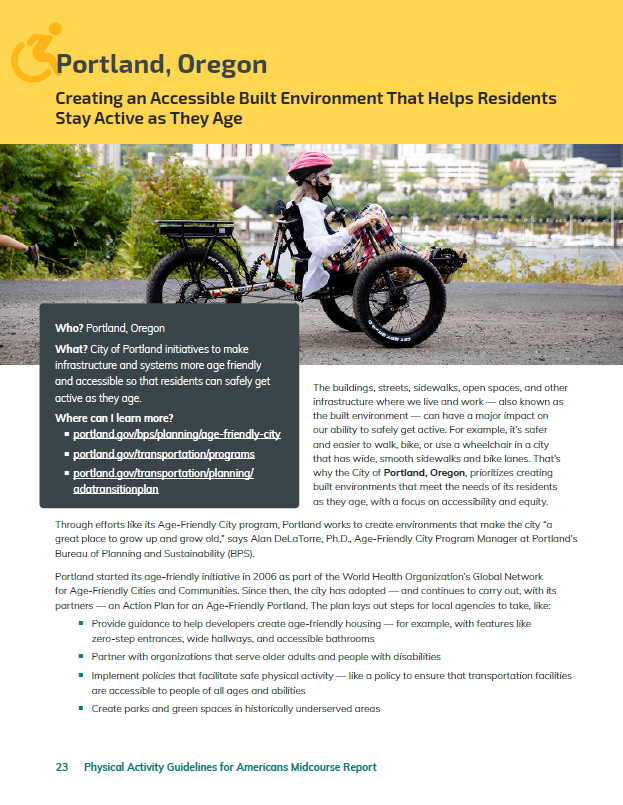 Portland, Oregon
Creating an Accessible Built Environment That Helps Residents
Stay Active as They Age
Who? Portland, Oregon
What? City of Portland initiatives to make
infrastructure and systems more age friendly
and accessible so that residents can safely get
active as they age.
Where can I learn more?
▪ portland.gov/bps/planning/age-friendly-city
▪ portland.gov/transportation/programs
▪ portland.gov/transportation/planning/
adatransitionplan
The buildings, streets, sidewalks, open spaces, and other
infrastructure where we live and work — also known as
the built environment — can have a major impact on
our ability to safely get active. For example, it's safer
and easier to walk, bike, or use a wheelchair in a city
that has wide, smooth sidewalks and bike lanes. That's
why the City of Portland, Oregon, prioritizes creating
built environments that meet the needs of its residents
as they age, with a focus on accessibility and equity.
Through efforts like its Age-Friendly City program, Portland works to create environments that make the city "a
great place to grow up and grow old," says Alan DeLaTorre, Ph.D., Age-Friendly City Program Manager at Portland's
Bureau of Planning and Sustainability (BPS).
Portland started its age-friendly initiative in 2006 as part of the World Health Organization's Global Network
for Age-Friendly Cities and Communities. Since then, the city has adopted — and continues to carry out, with its
partners — an Action Plan for an Age-Friendly Portland. The plan lays out steps for local agencies to take, like:
▪ Provide guidance to help developers create age-friendly housing — for example, with features like
zero-step entrances, wide hallways, and accessible bathrooms
▪ Partner with organizations that serve older adults and people with disabilities
▪ Implement policies that facilitate safe physical activity — like a policy to ensure that transportation facilities
are accessible to people of all ages and abilities
▪ Create parks and green spaces in historically underserved areas
23 Physical Activity Guidelines for Americans Midcourse Report